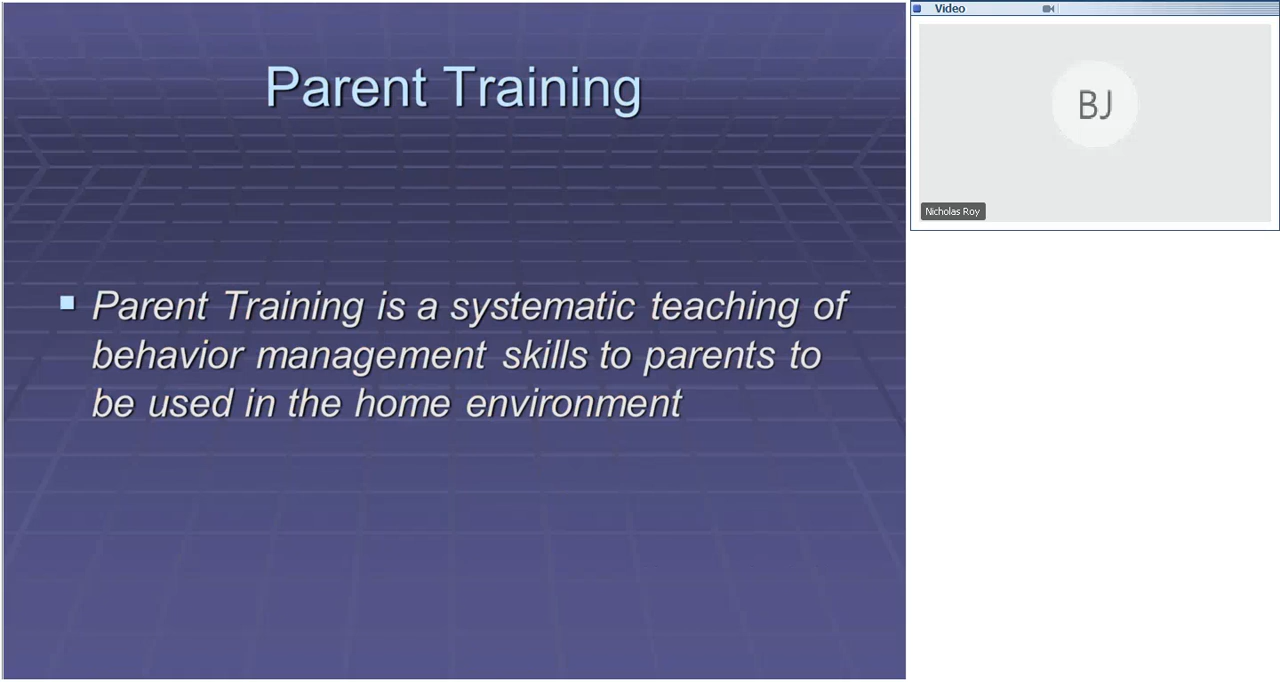 Parent Training
Parent Training is a systematic teaching of
behavior management skills to parents to
be used in the home environment
Video
BJ
Nicholas Roy